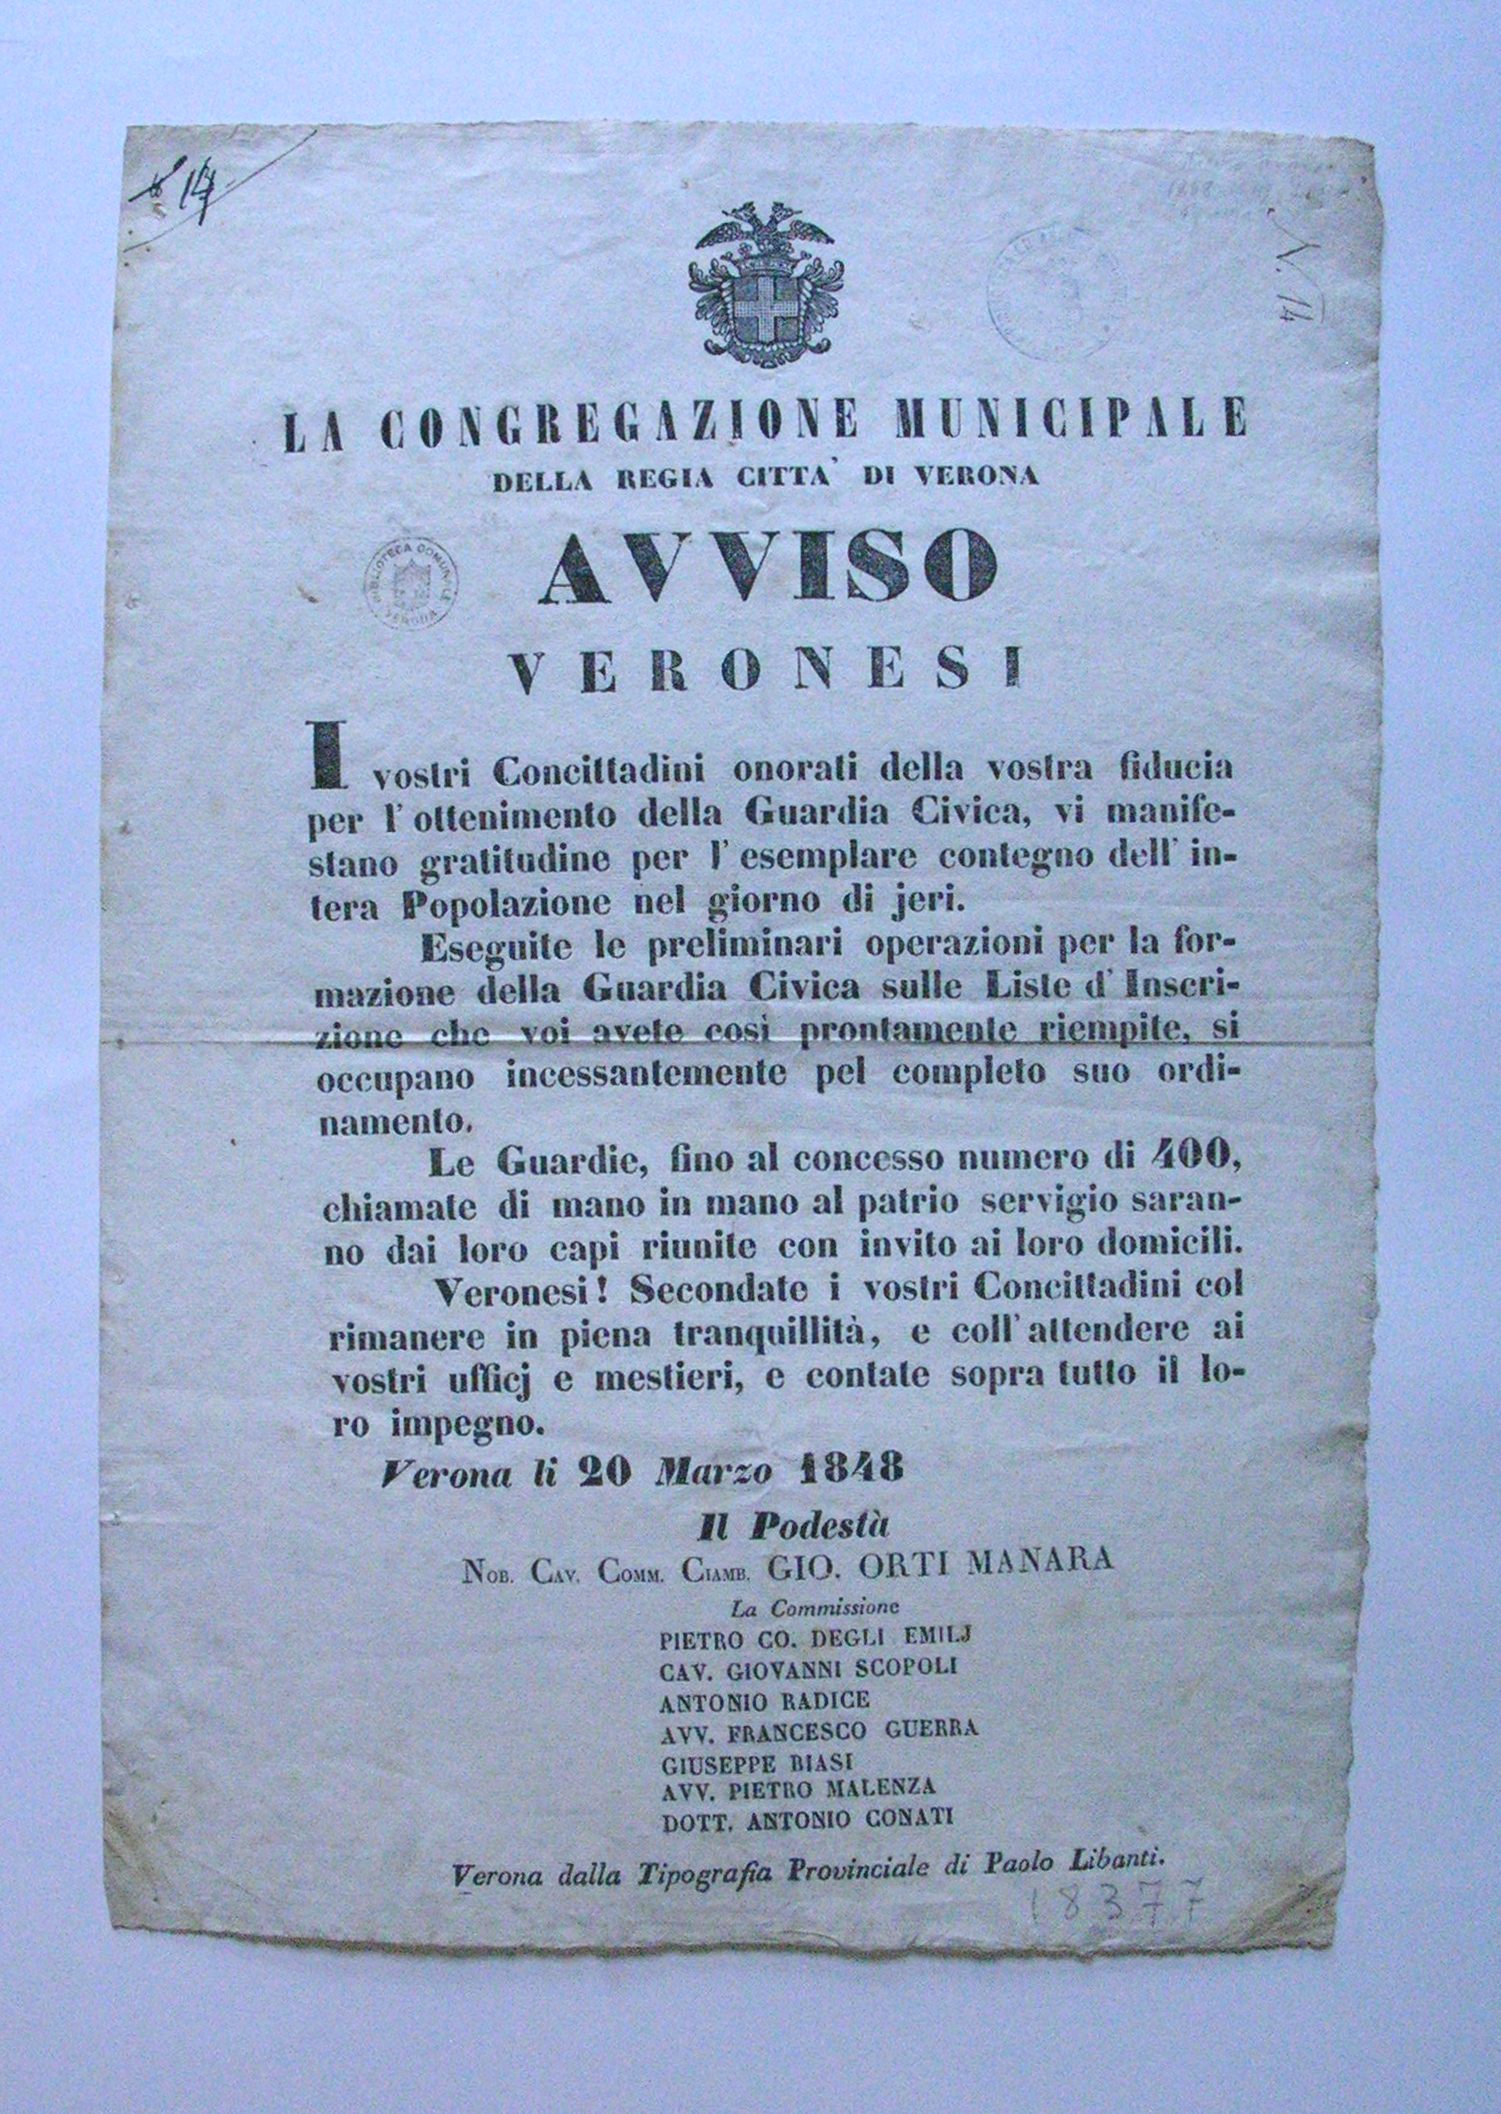 14
N. 14
LA CONGREGAZIONE MUNICIPALE
DELLA REGIA CITTA' DI VERONA
AVVISO
BIBLIOTECA COMUNALE
VERONA
VERONESI
I vostri Concittadini onorati della vostra fiducia
per l'ottenimento della Guardia Civica, vi manife-
stano gratitudine per l'esemplare contegno dell'in-
tera Popolazione nel giorno di jeri.
Eseguite le preliminari operazioni per la for-
mazione della Guardia Civica sulle Liste d'Inscri-
zione che voi avete così prontamente riempite, si
occupano incessantemente pel completo suo ordi-
namento.
Le Guardie, fino al concesso numero di 400,
chiamate di mano in mano al patrio servigio saran-
no dai loro capi riunite con invito ai loro domicili.
Veronesi! Secondate i vostri Concittadini col
rimanere in piena tranquillità, e coll'attendere ai
vostri ufficj e mestieri, e contate sopra tutto il lo-
ro impegno.
Verona li 20 Marzo 1848
Il Podestà
Nob. Cav. Comm. Ciamb. GIO. ORTI MANARA
La Commissione
PIETRO CO. DEGLI EMILJ
CAV. GIOVANNI SCOPOLI
ANTONIO RADICE
AVV. FRANCESCO GUERRA
GIUSEPPE BIASI
AVV. PIETRO MALENZA
DOTT. ANTONIO CONATI
Verona dalla Tipografia Provinciale di Paolo Libanti.
18377